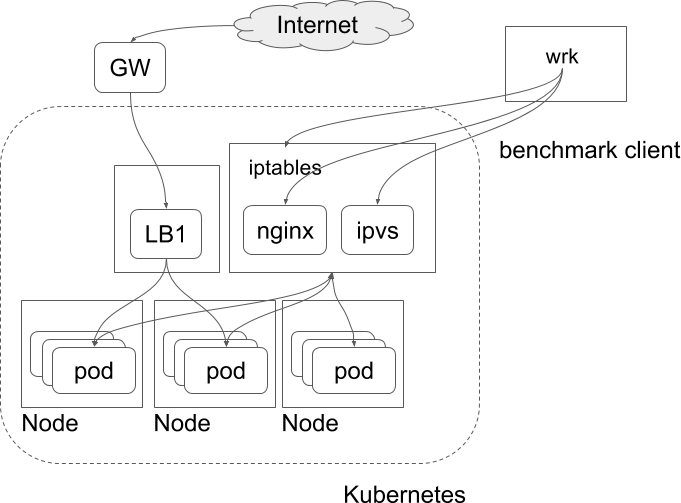 Internet
GW
wrk
benchmark client
iptables
LB1
nginx
ipvs
pod
pod
pod
Node
Node
Node
Kubernetes